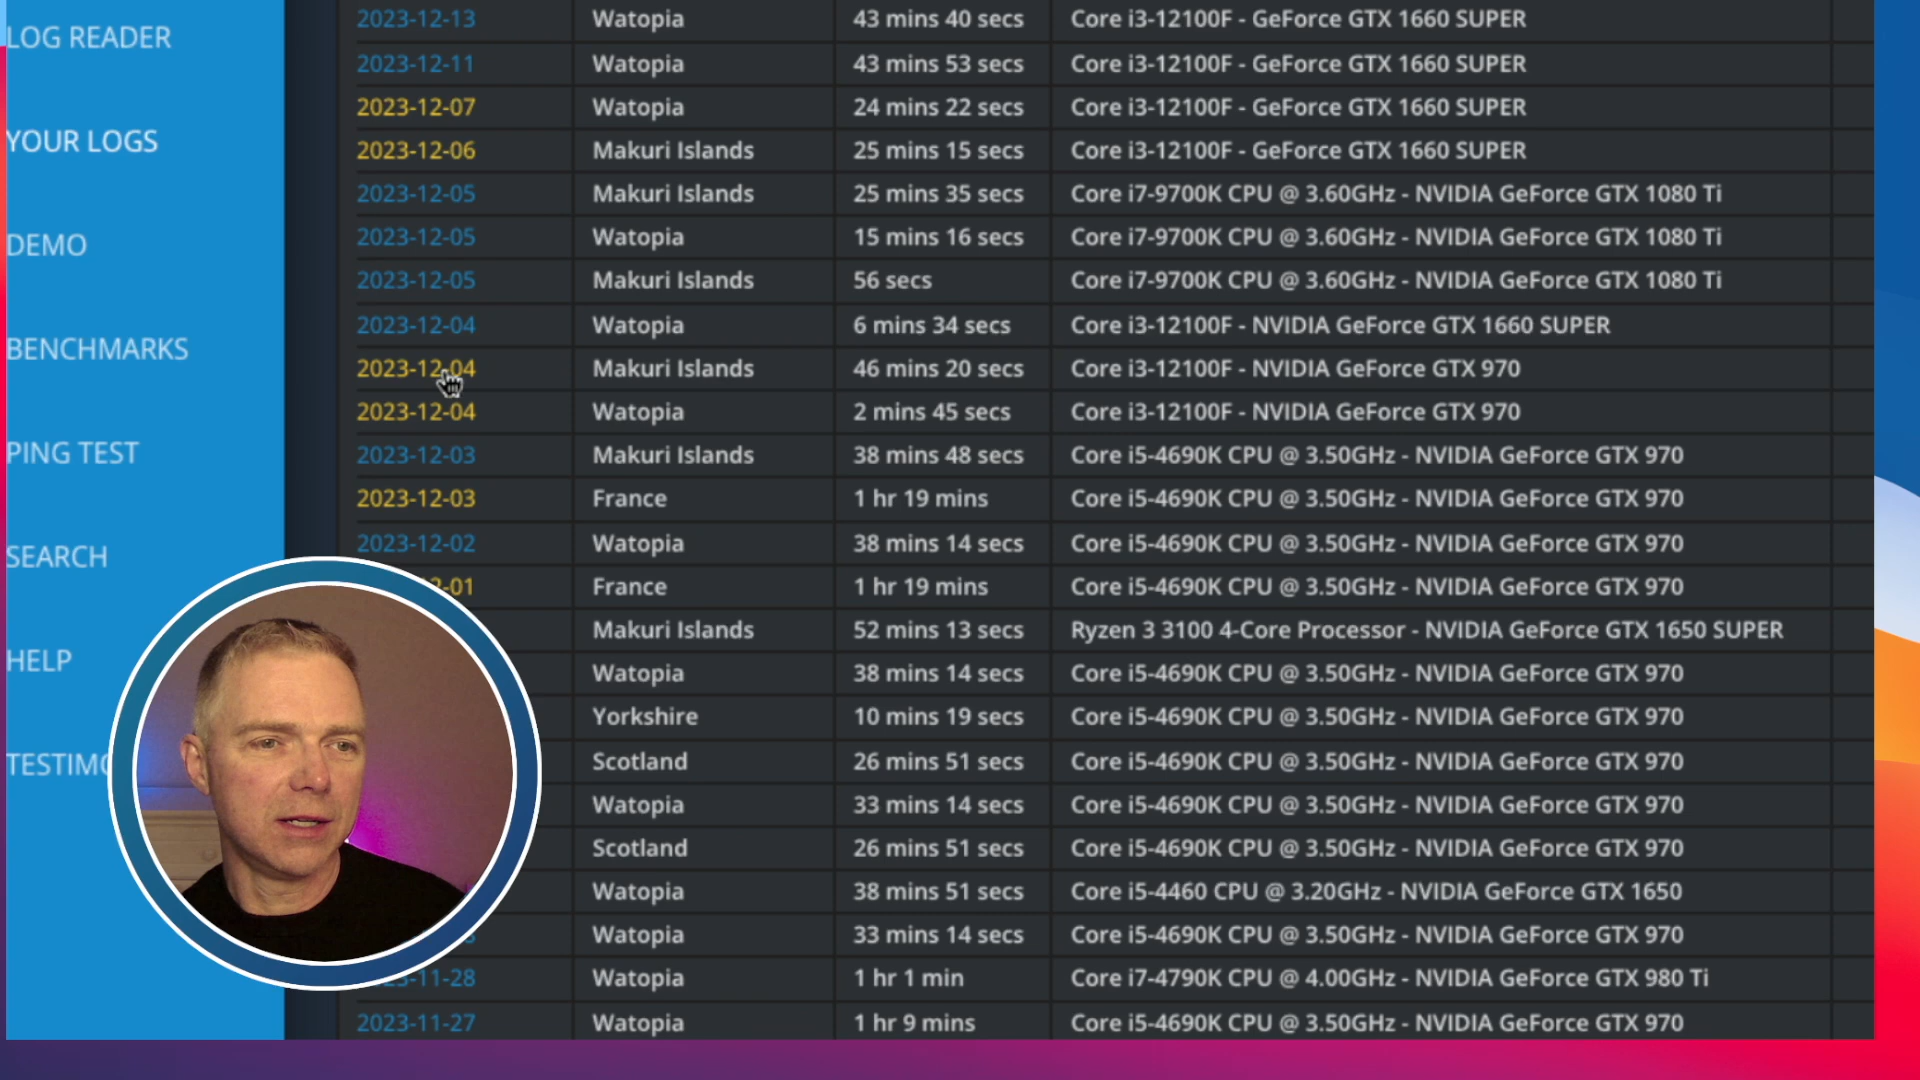 LOG READER
YOUR LOGS
DEMO
BENCHMARKS
PING TEST
SEARCH
HELP
TESTIMO
2023-12-13 Watopia 43 mins 40 secs Core i3-12100F - GeForce GTX 1660 SUPER
2023-12-11 Watopia 43 mins 53 secs Core i3-12100F - GeForce GTX 1660 SUPER
2023-12-07 Watopia 24 mins 22 secs Core i3-12100F - GeForce GTX 1660 SUPER
2023-12-06 Makuri Islands 25 mins 15 secs Core i3-12100F - GeForce GTX 1660 SUPER
2023-12-05 Makuri Islands 25 mins 35 secs Core i7-9700K CPU @ 3.60GHz - NVIDIA GeForce GTX 1080 Ti
2023-12-05 Watopia 15 mins 16 secs Core i7-9700K CPU @ 3.60GHz - NVIDIA GeForce GTX 1080 Ti
2023-12-05 Makuri Islands 56 secs Core i7-9700K CPU @ 3.60GHz - NVIDIA GeForce GTX 1080 Ti
2023-12-04 Watopia 6 mins 34 secs Core i3-12100F - NVIDIA GeForce GTX 1660 SUPER
2023-12-04 Makuri Islands 46 mins 20 secs Core i3-12100F - NVIDIA GeForce GTX 970
2023-12-04 Watopia 2 mins 45 secs Core i3-12100F - NVIDIA GeForce GTX 970
2023-12-03 Makuri Islands 38 mins 48 secs Core i5-4690K CPU @ 3.50GHz - NVIDIA GeForce GTX 970
2023-12-03 France 1 hr 19 mins Core i5-4690K CPU @ 3.50GHz - NVIDIA GeForce GTX 970
2023-12-02 Watopia 38 mins 14 secs Core i5-4690K CPU @ 3.50GHz - NVIDIA GeForce GTX 970
-01 France 1 hr 19 mins Core i5-4690K CPU @ 3.50GHz - NVIDIA GeForce GTX 970
Makuri Islands 52 mins 13 secs Ryzen 3 3100 4-Core Processor - NVIDIA GeForce GTX 1650 SUPER
Watopia 38 mins 14 secs Core i5-4690K CPU @ 3.50GHz - NVIDIA GeForce GTX 970
Yorkshire 10 mins 19 secs Core i5-4690K CPU @ 3.50GHz - NVIDIA GeForce GTX 970
Scotland 26 mins 51 secs Core i5-4690K CPU @ 3.50GHz - NVIDIA GeForce GTX 970
Watopia 33 mins 14 secs Core i5-4690K CPU @ 3.50GHz - NVIDIA GeForce GTX 970
Scotland 26 mins 51 secs Core i5-4690K CPU @ 3.50GHz - NVIDIA GeForce GTX 970
Watopia 38 mins 51 secs Core i5-4460 CPU @ 3.20GHz - NVIDIA GeForce GTX 1650
Watopia 33 mins 14 secs Core i5-4690K CPU @ 3.50GHz - NVIDIA GeForce GTX 970
-11-28 Watopia 1 hr 1 min Core i7-4790K CPU @ 4.00GHz - NVIDIA GeForce GTX 980 Ti
2023-11-27 Watopia 1 hr 9 mins Core i5-4690K CPU @ 3.50GHz - NVIDIA GeForce GTX 970